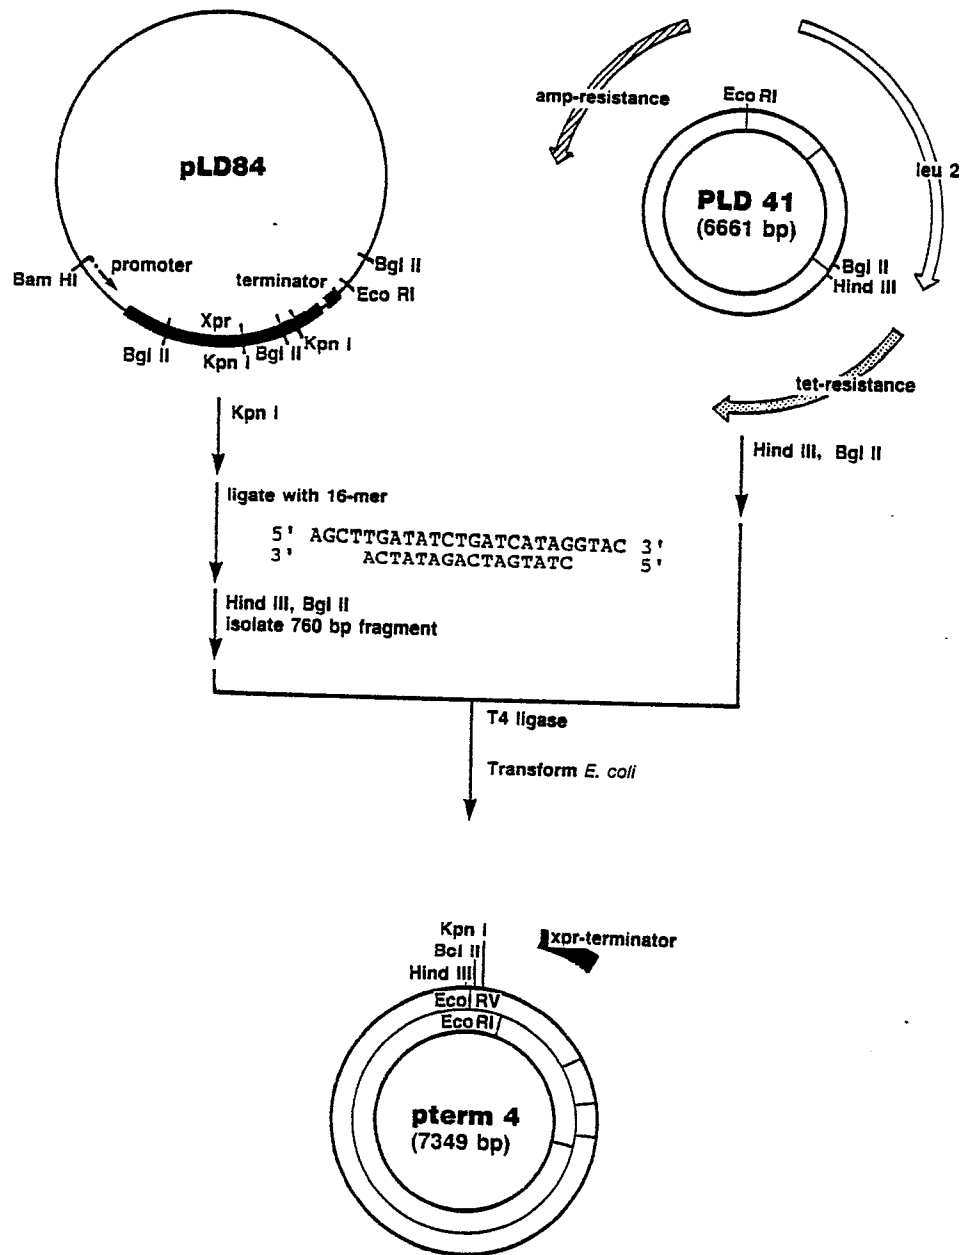 pLD84
promoter
Bam HI
terminator
Bgl II
Eco RI
Xpr
Bgl II
Kpn I
Bgl II
Kpn I
amp-resistance
Eco RI
leu 2
PLD 41
(6661 bp)
Bgl II
Hind III
tet-resistance
Kpn I
Hind III, Bgl II
ligate with 16-mer
5' AGCTTGATATCTGATCATAGGTAC 3'
3' ACTATAGACTAGTATC 5'
Hind III, Bgl II
isolate 760 bp fragment
T4 ligase
Transform E. coli
Kpn I
Bcl II
Hind III
xpr-terminator
Eco RV
Eco RI
pterm 4
(7349 bp)